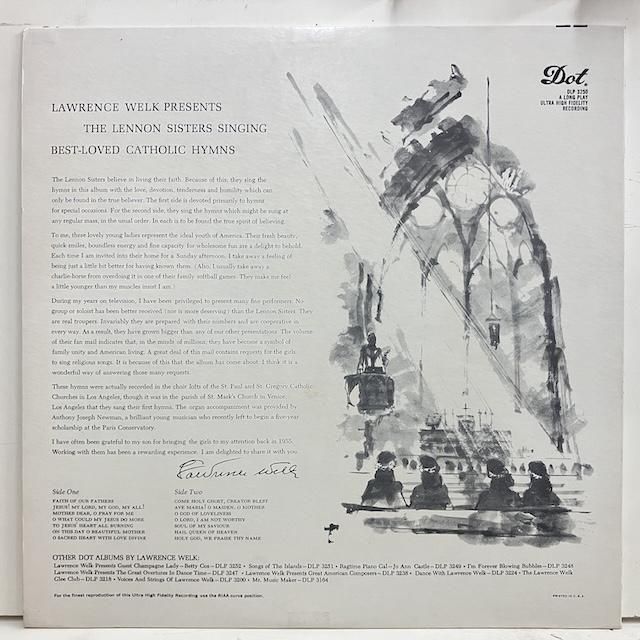 Dot.
DLP 3250
A LONG PLAY
ULTRA HIGH FIDELITY
RECORDING
LAWRENCE WELK PRESENTS
THE LENNON SISTERS SINGING
BEST-LOVED CATHOLIC HYMNS
The Lennon Sisters believe in living their faith. Because of this, they sing the
hymns in this album with the love, devotion, tenderness and humility which can
only be found in the true believer. The first side is devoted primarily to hymns
for special occasions. For the second side, they sing the hymns which might be sung at
any regular mass, in the usual order. In each is to be found the true spirit of believing.
To me, these lovely young ladies represent the ideal youth of America. Their fresh beauty,
quick smiles, boundless energy and fine capacity for wholesome fun are a delight to behold.
Each time I am invited into their home for a Sunday afternoon, I take away a feeling of
being just a little bit better for having known them. (Also, I usually take away a
charlie-horse from overdoing it in one of their family softball games. They make me feel
a little younger than my muscles insist I am.)
During my years on television, I have been privileged to present many fine performers. No
group or soloist has been better received (nor is more deserving) than the Lennon Sisters. They
are real troupers. Invariably they are prepared with their numbers and are cooperative in
every way. As a result, they have grown bigger than any of our other presentations. The volume
of their fan mail indicates that, in the minds of millions, they have become a symbol of
family unity and American living. A great deal of this mail contains requests for the girls
to sing religious songs. It is because of this that the album has come about. I think it is a
wonderful way of answering those many requests.
These hymns were actually recorded in the choir lofts of the St. Paul and St. Gregory Catholic
Churches in Los Angeles, though it was in the parish of St. Mark's Church in Venice,
Los Angeles that they sang their first hymns. The organ accompaniment was provided by
Anthony Joseph Newman, a brilliant young musician who recently left to begin a five-year
scholarship at the Paris Conservatory.
I have often been grateful to my son for bringing the girls to my attention back in 1955.
Working with them has been a rewarding experience. I am delighted to share it with you.
Lawrence Welk
Side One
FAITH OF OUR FATHERS
JESUS! MY LORD, MY GOD, MY ALL!
MOTHER DEAR, O PRAY FOR ME
O WHAT COULD MY JESUS DO MORE
TO JESUS' HEART ALL BURNING
ON THIS DAY O BEAUTIFUL MOTHER
O SACRED HEART WITH LOVE DIVINE
Side Two
COME HOLY GHOST, CREATOR BLEST
AVE MARIA! O MAIDEN, O MOTHER
O GOD OF LOVELINESS
O LORD, I AM NOT WORTHY
SOUL OF MY SAVIOUR
HAIL QUEEN OF HEAVEN
HOLY GOD, WE PRAISE THY NAME
OTHER DOT ALBUMS BY LAWRENCE WELK:
Lawrence Welk Presents Guest Champagne Lady—Betty Cox—DLP 3252 • Songs of The Islands—DLP 3251 • Ragtime Piano Gal—Jo Ann Castle—DLP 3249 • I'm Forever Blowing Bubbles—DLP 3248
Lawrence Welk Presents The Great Overtures In Dance Time—DLP 3247 • Lawrence Welk Presents Great American Composers—DLP 3238 • Dance With Lawrence Welk—DLP 3224 • The Lawrence Welk
Glee Club—DLP 3218 • Voices And Strings Of Lawrence Welk—DLP 3200 • Mr. Music Maker—DLP 3164
For the finest reproduction of this Ultra High Fidelity Recording use the RIAA curve position.
PRINTED IN U.S.A.